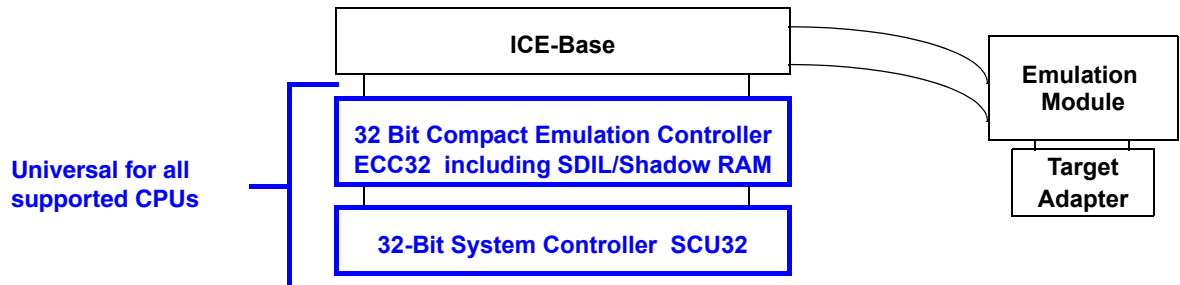 ICE-Base
Emulation
Module
32 Bit Compact Emulation Controller
ECC32 including SDIL/Shadow RAM
Universal for all
supported CPUs
Target
Adapter
32-Bit System Controller SCU32